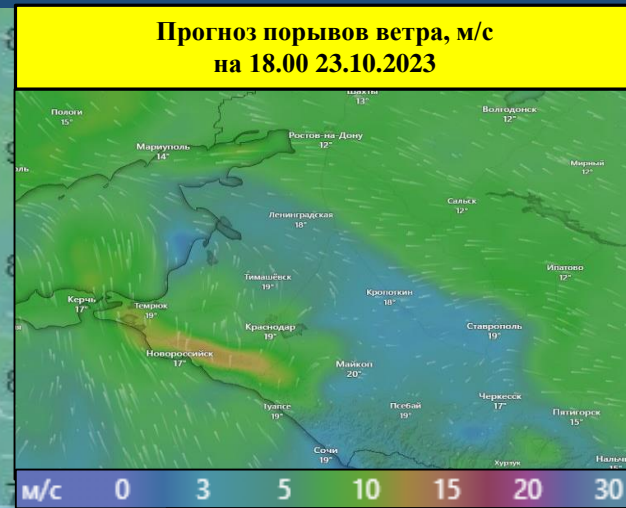 Прогноз порывов ветра, м/с
на 18.00 23.10.2023
Шахты
13°
Пологи
15°
Волгодонск
12°
Ростов-на-Дону
12°
Мариуполь
14°
Мирный
12°
оль
Сальск
12°
Ленинградская
18°
Ипатово
12°
Тимашёвск
19°
Кропоткин
18°
Керчь
17°
Темрюк
19°
Краснодар
19°
Ставрополь
19°
Новороссийск
17°
Майкоп
20°
Черкесск
17°
Туапсе
19°
Псебай
19°
Пятигорск
15°
Сочи
19°
Хурзук
Нальчи
15°
м/с 0 3 5 10 15 20 30